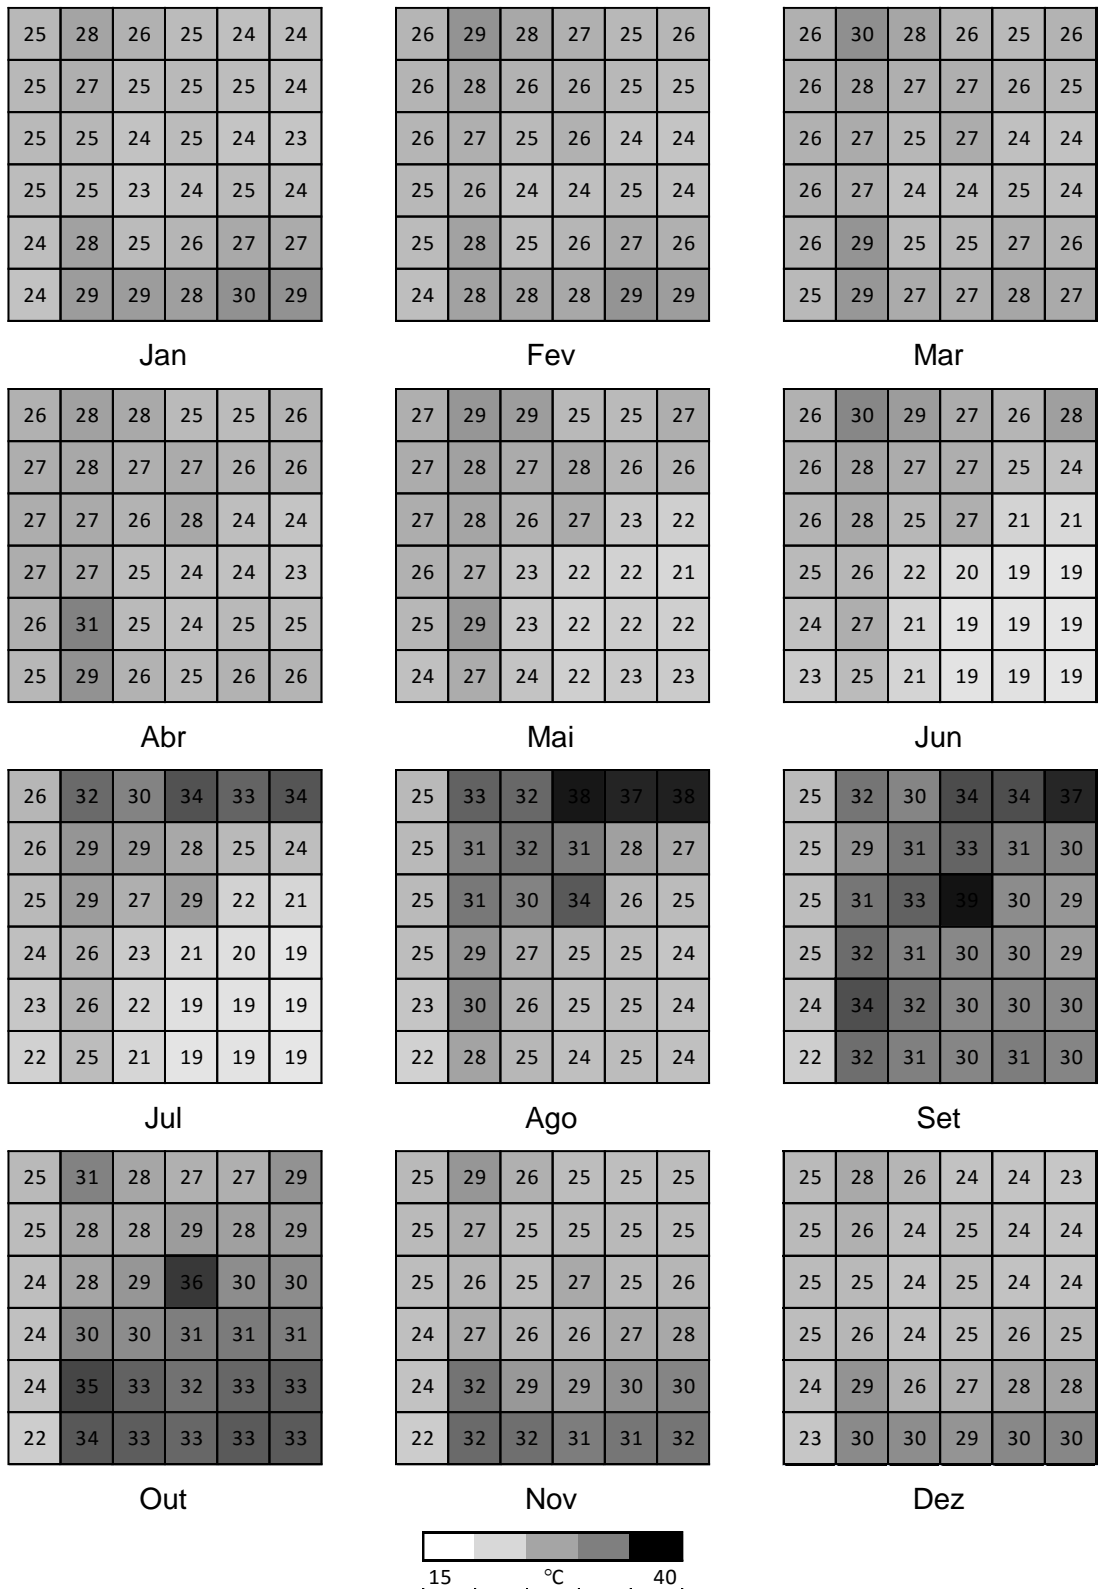 25 28 26 25 24 24 26 29 28 27 25 26 26 30 28 26 25 26
25 27 25 25 25 24 26 28 26 26 25 25 26 28 27 27 26 25
25 25 24 25 24 23 26 27 25 26 24 24 26 27 25 27 24 24
25 25 23 24 25 24 25 26 24 24 25 24 26 27 24 24 25 24
24 28 25 26 27 27 25 28 25 26 27 26 26 29 25 25 27 26
24 29 29 28 30 29 24 28 28 28 29 29 25 29 27 27 28 27
Jan Fev Mar
26 28 28 25 25 26 27 29 29 25 25 27 26 30 29 27 26 28
27 28 27 27 26 26 27 28 27 28 26 26 26 28 27 27 25 24
27 27 26 28 24 24 27 28 26 27 23 22 26 28 25 27 21 21
27 27 25 24 24 23 26 27 23 22 22 21 25 26 22 20 19 19
26 31 25 24 25 25 25 29 23 22 22 22 24 27 21 19 19 19
25 29 26 25 26 26 24 27 24 22 23 23 23 25 21 19 19 19
Abr Mai Jun
26 32 30 34 33 34 25 33 32 38 37 38 25 32 30 34 34 37
26 29 29 28 25 24 25 31 32 31 28 27 25 29 31 33 31 30
25 29 27 29 22 21 25 31 30 34 26 25 25 31 33 39 30 29
24 26 23 21 20 19 25 29 27 25 25 24 25 32 31 30 30 29
23 26 22 19 19 19 23 30 26 25 25 24 24 34 32 30 30 30
22 25 21 19 19 19 22 28 25 24 25 24 22 32 31 30 31 30
Jul Ago Set
25 31 28 27 27 29 25 29 26 25 25 25 25 28 26 24 24 23
25 28 28 29 28 29 25 27 25 25 25 25 25 26 24 25 24 24
24 28 29 36 30 30 25 26 25 27 25 26 25 25 24 25 24 24
24 30 30 31 31 31 24 27 26 26 27 28 25 26 24 25 26 25
24 35 33 32 33 33 24 32 29 29 30 30 24 29 26 27 28 28
22 34 33 33 33 33 22 32 32 31 31 32 23 30 30 29 30 30
Out Nov Dez
15 °C 40